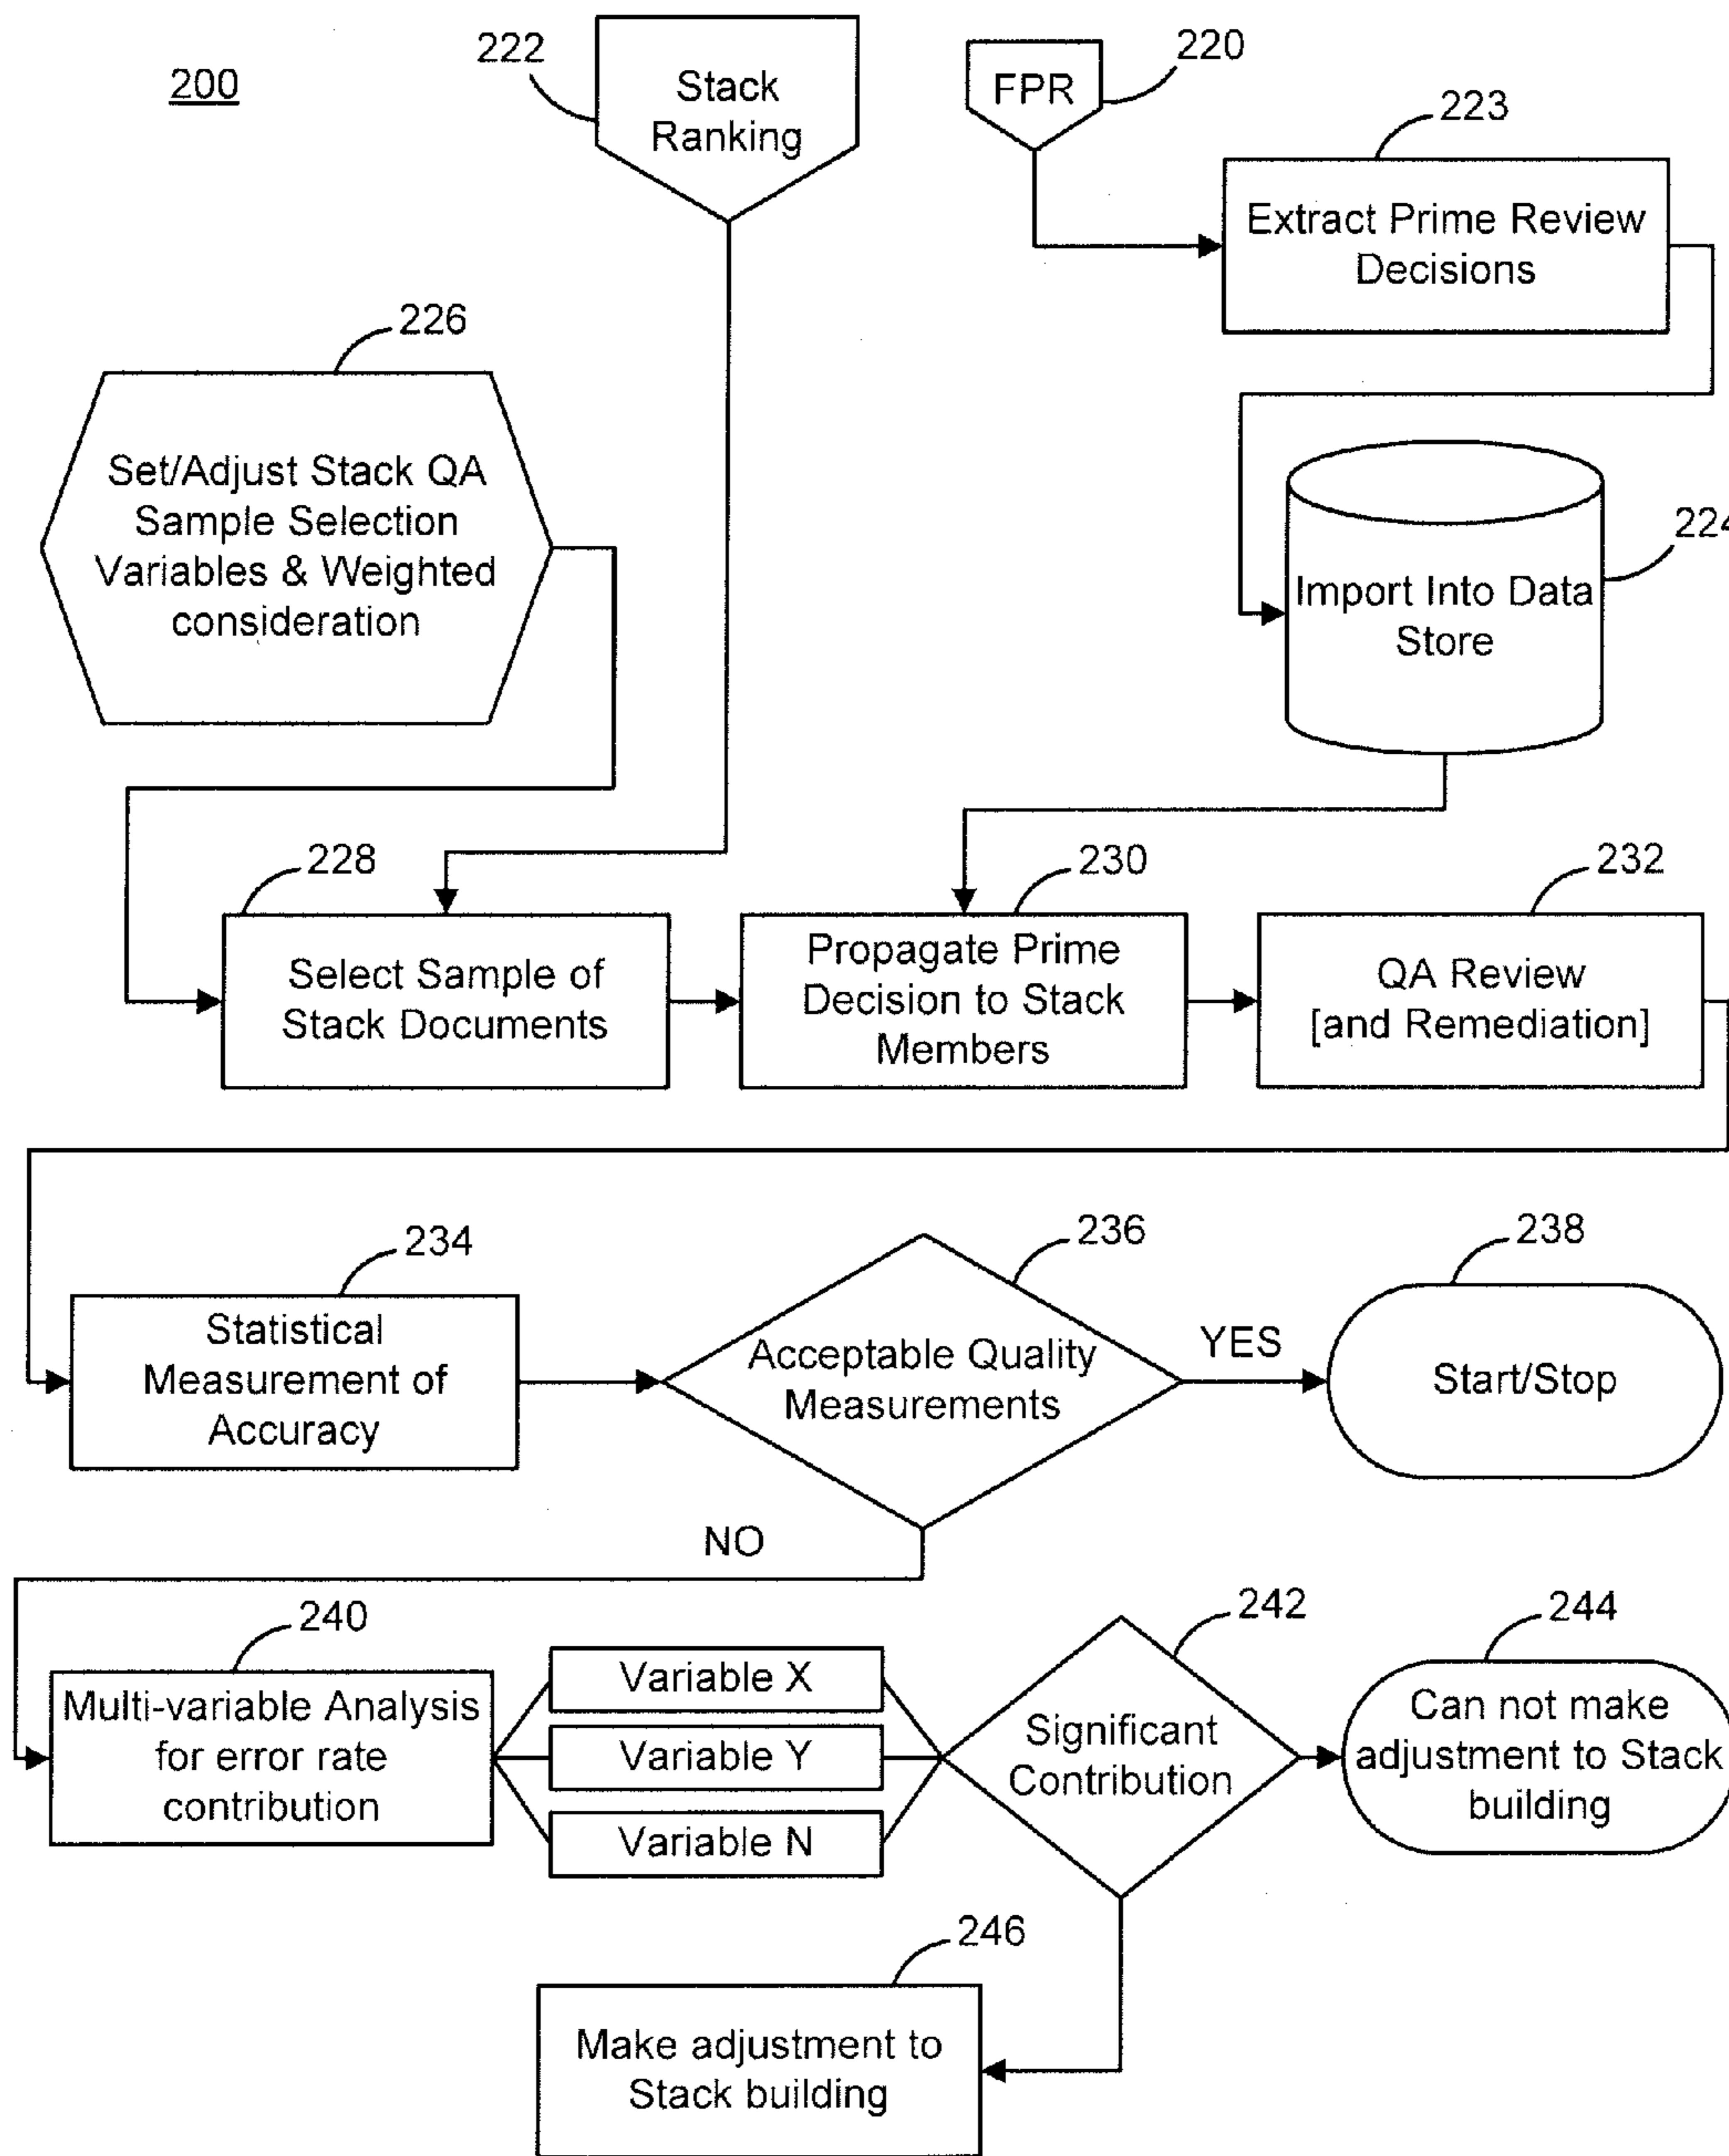 200
222
Stack
Ranking
FPR
220
223
Extract Prime Review
Decisions
226
Set/Adjust Stack QA
Sample Selection
Variables & Weighted
consideration
224
Import Into Data
Store
228
Select Sample of
Stack Documents
230
Propagate Prime
Decision to Stack
Members
232
QA Review
[and Remediation]
234
Statistical
Measurement of
Accuracy
236
Acceptable Quality
Measurements
YES
238
Start/Stop
NO
240
Multi-variable Analysis
for error rate
contribution
Variable X
Variable Y
Variable N
242
Significant
Contribution
244
Can not make
adjustment to Stack
building
246
Make adjustment to
Stack building